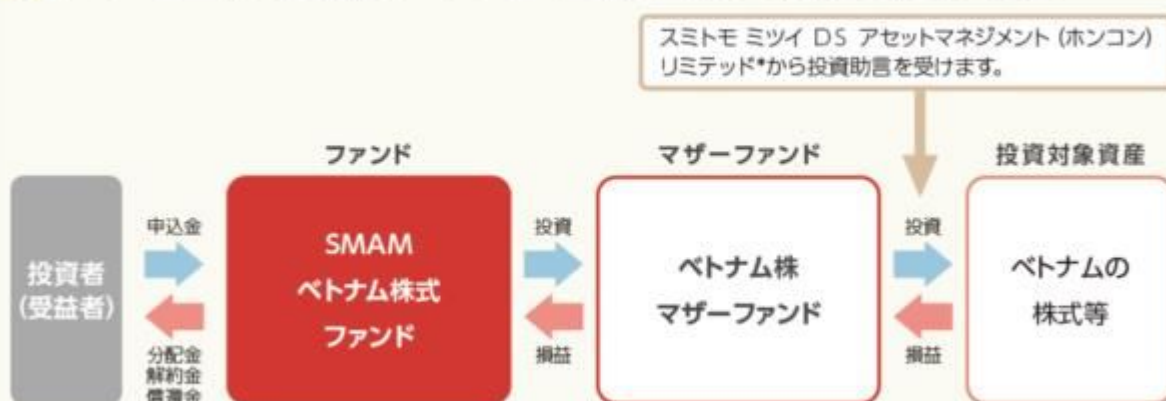 スミトモ ミツイ DS アセットマネジメント (ホンコン)
リミテッド*から投資助言を受けます。
ファンド
マザーファンド
投資対象資産
投資者
(受益者)
申込金
分配金
解約金
償還金
SMAM
ベトナム株式
ファンド
投資
損益
ベトナム株
マザーファンド
投資
損益
ベトナムの
株式等